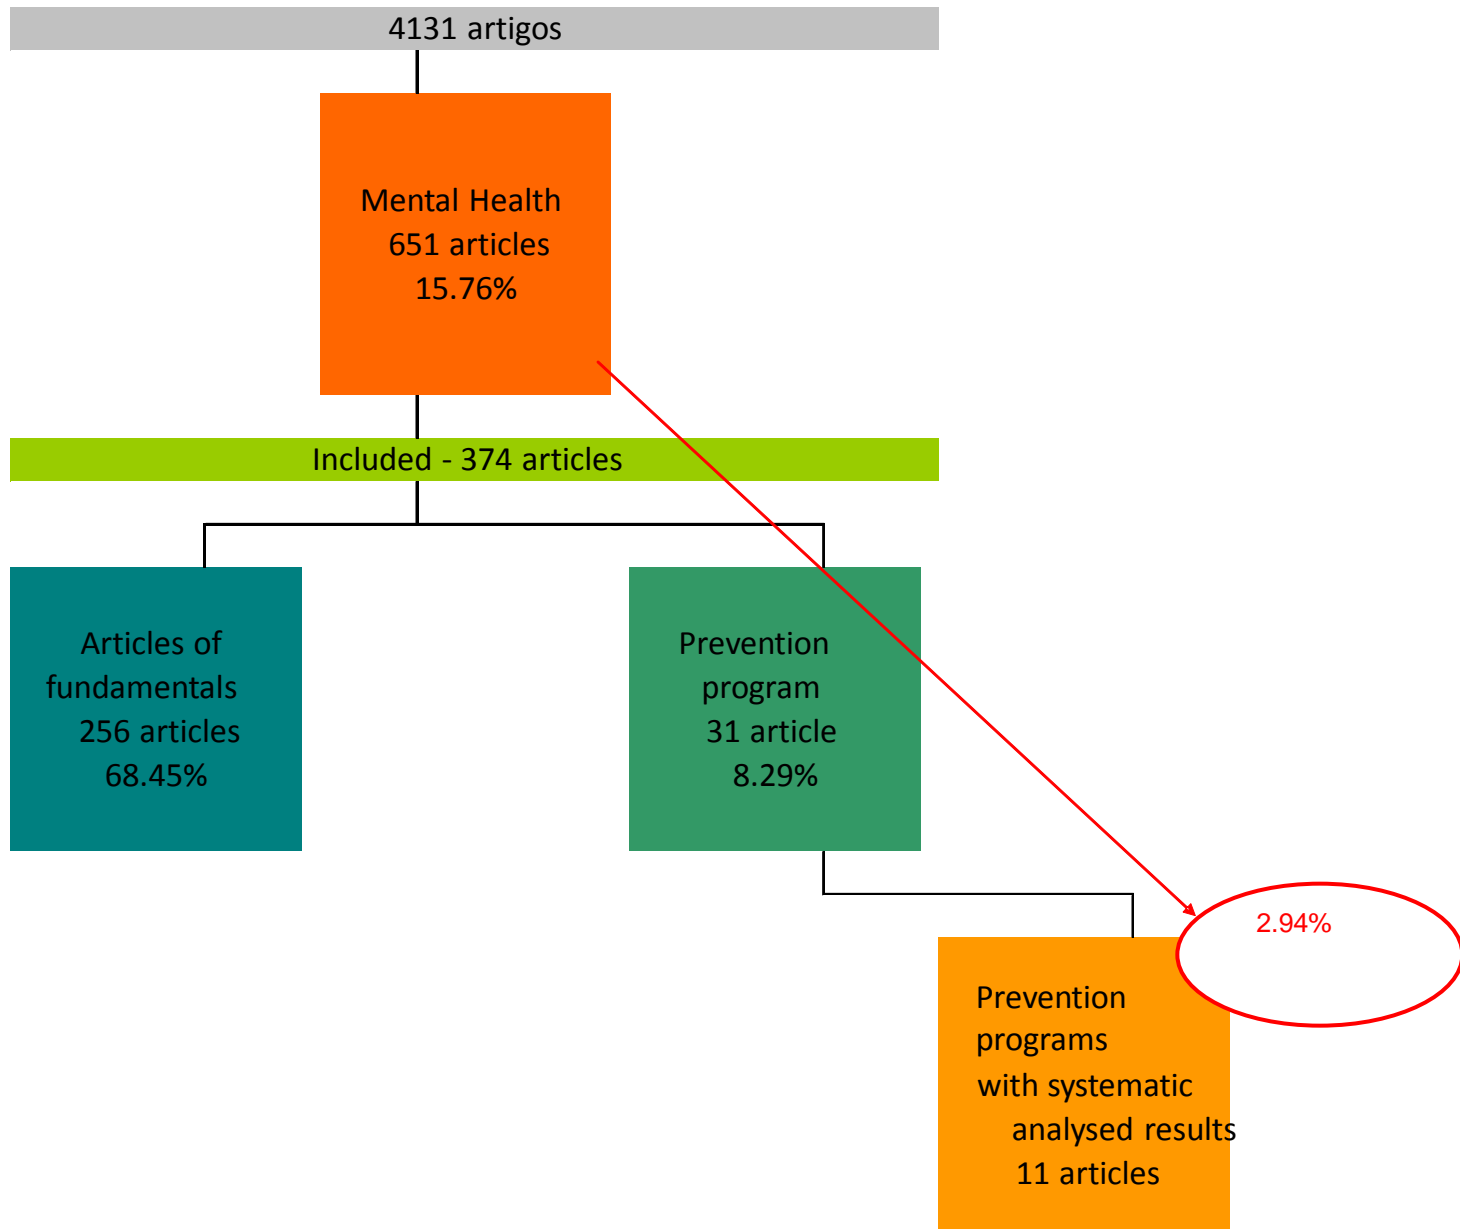 4131 artigos
Mental Health
651 articles
15.76%
Included - 374 articles
Articles of
fundamentals
256 articles
68.45%
Prevention
program
31 article
8.29%
2.94%
Prevention
programs
with systematic
analysed results
11 articles